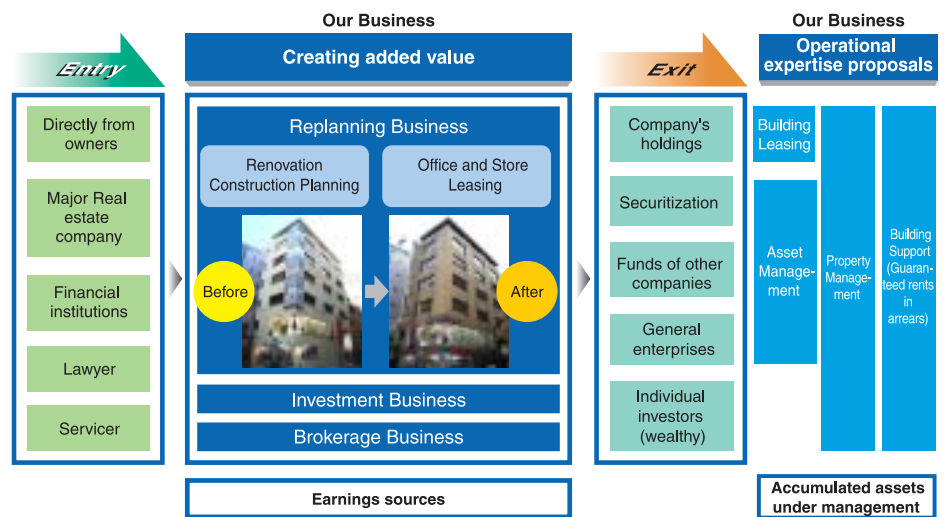 Our Business
Our Business
Entry
Creating added value
Exit
Operational
expertise proposals
Directly from
owners
Major Real
estate
company
Financial
institutions
Lawyer
Servicer
Replanning Business
Renovation
Construction Planning
Office and Store
Leasing
Before
After
Investment Business
Brokerage Business
Company's
holdings
Securitization
Funds of other
companies
General
enterprises
Individual
investors
(wealthy)
Building
Leasing
Asset
Manage-
ment
Property
Manage-
ment
Building
Support
(Guaran-
teed rents
in
arrears)
Earnings sources
Accumulated assets
under management